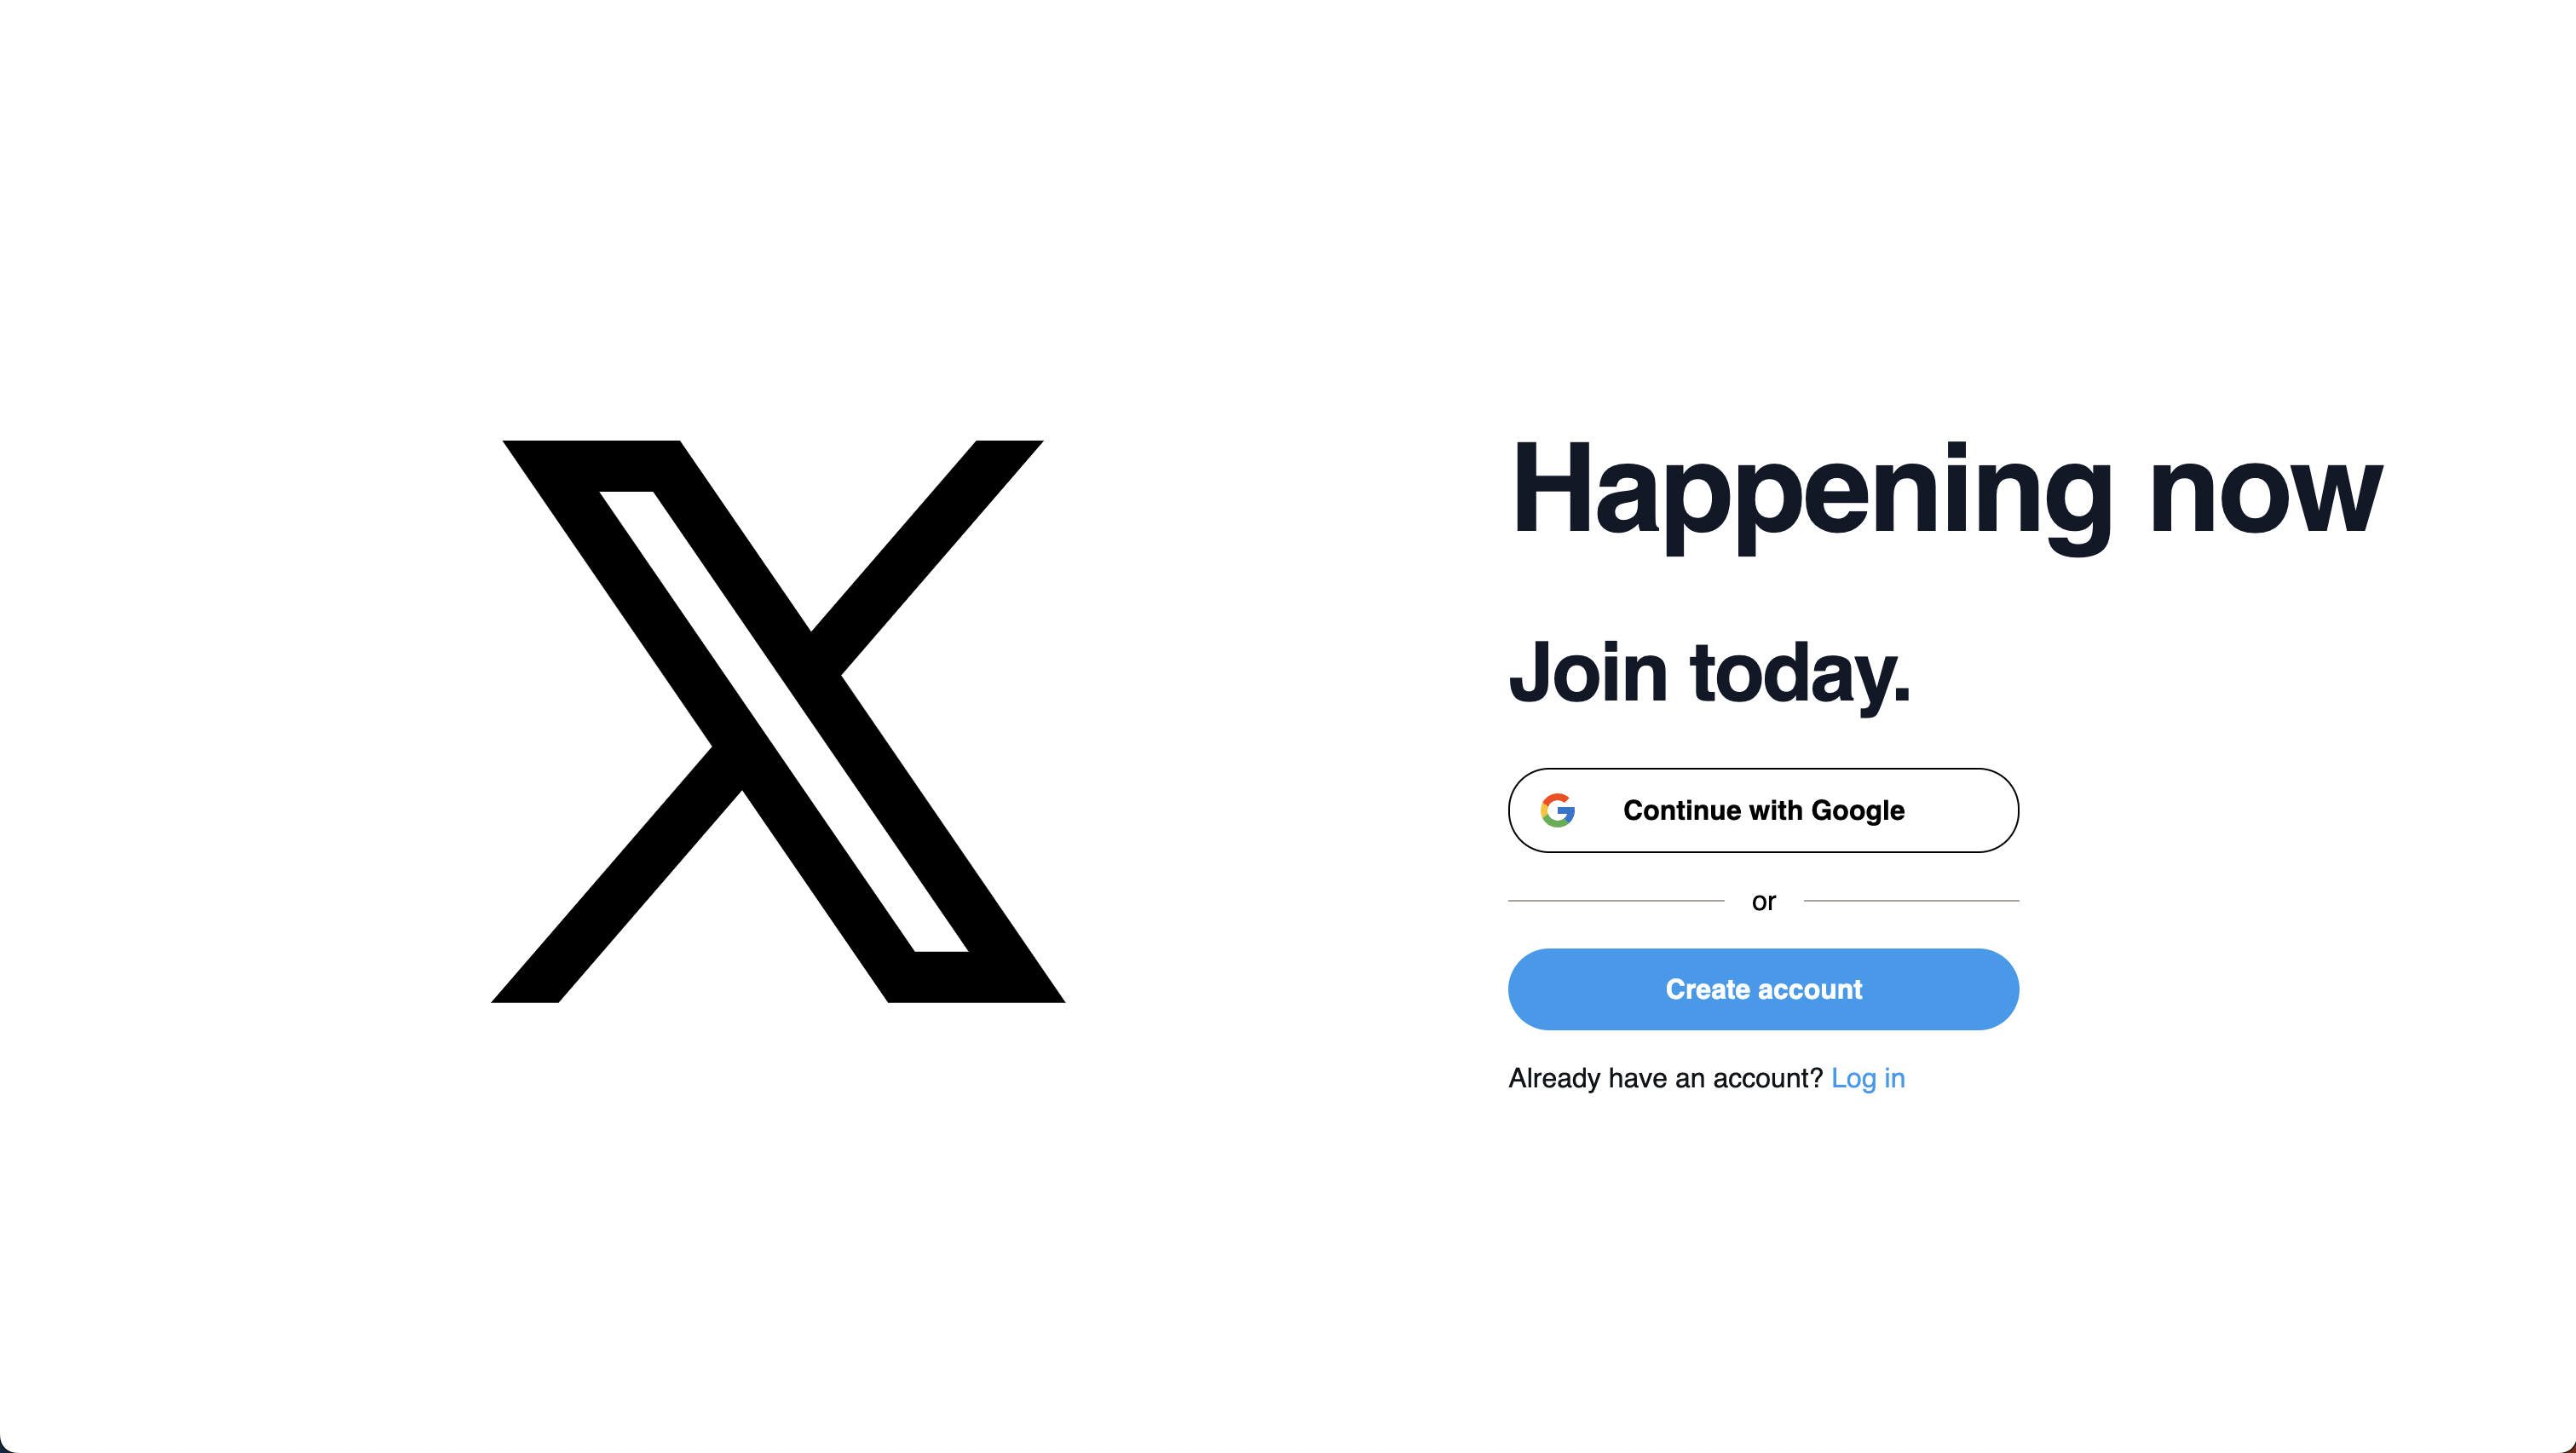 Happening now
Join today.
Continue with Google
or
Create account
Already have an account? Log in